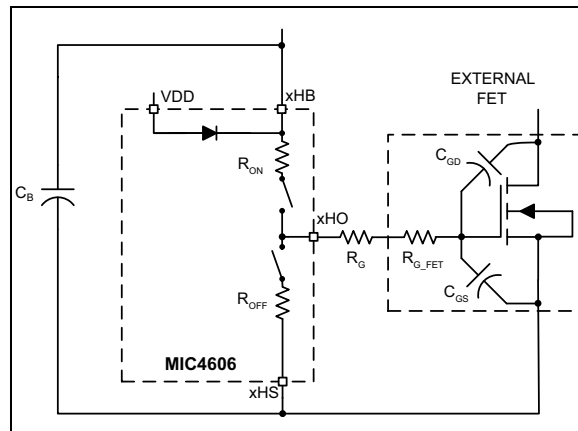 EXTERNAL
FET
VDD
xHB
C_GD
R_ON
C_B
xHO
R_G
R_G_FET
C_GS
R_OFF
MIC4606
xHS